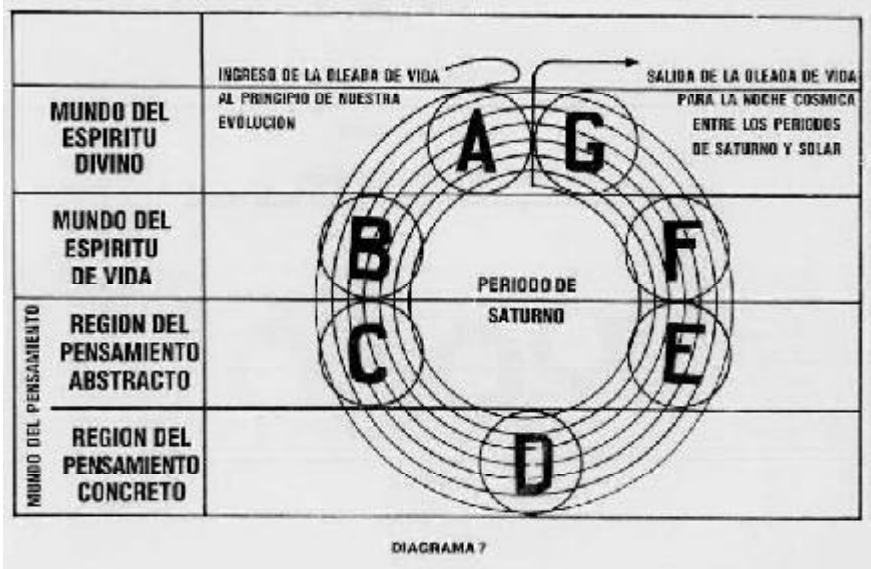 INGRESO DE LA OLEADA DE VIDA
AL PRINCIPIO DE NUESTRA
EVOLUCION
SALIDA DE LA OLEADA DE VIDA
PARA LA NOCHE COSMICA
ENTRE LOS PERIODOS
DE SATURNO Y SOLAR
MUNDO DEL
ESPIRITU
DIVINO
A
G
MUNDO DEL
ESPIRITU
DE VIDA
B
F
PERIODO DE
SATURNO
MUNDO DEL PENSAMIENTO
REGION DEL
PENSAMIENTO
ABSTRACTO
C
E
REGION DEL
PENSAMIENTO
CONCRETO
D
DIAGRAMA 7